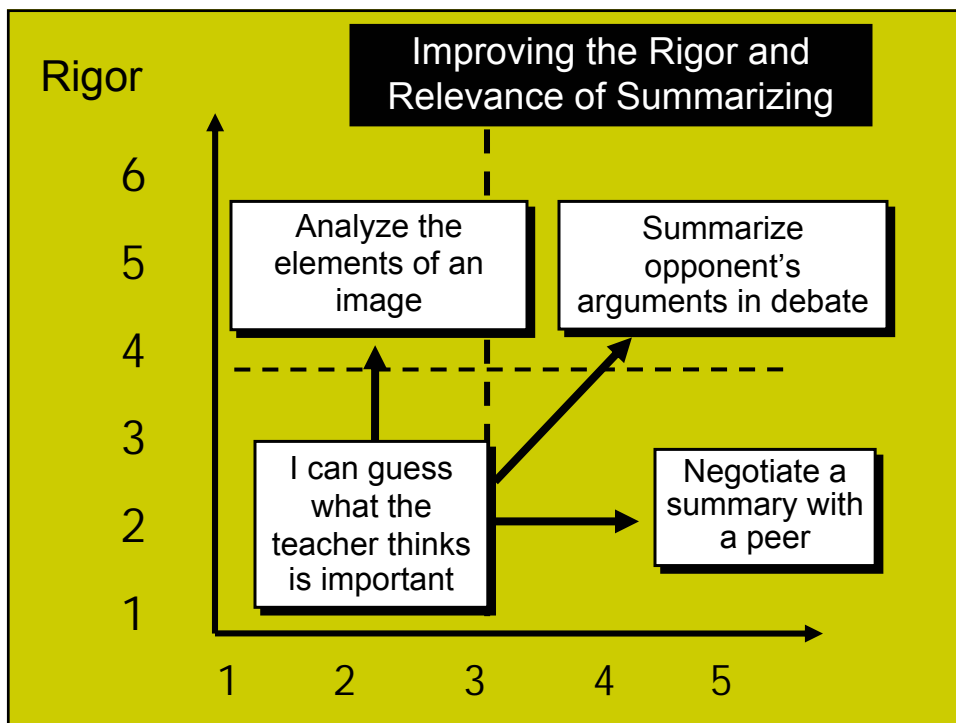 Improving the Rigor and
Relevance of Summarizing
Rigor
6
5
4
3
2
1
Analyze the
elements of an
image
Summarize
opponent’s
arguments in debate
I can guess
what the
teacher thinks
is important
Negotiate a
summary with
a peer
1 2 3 4 5